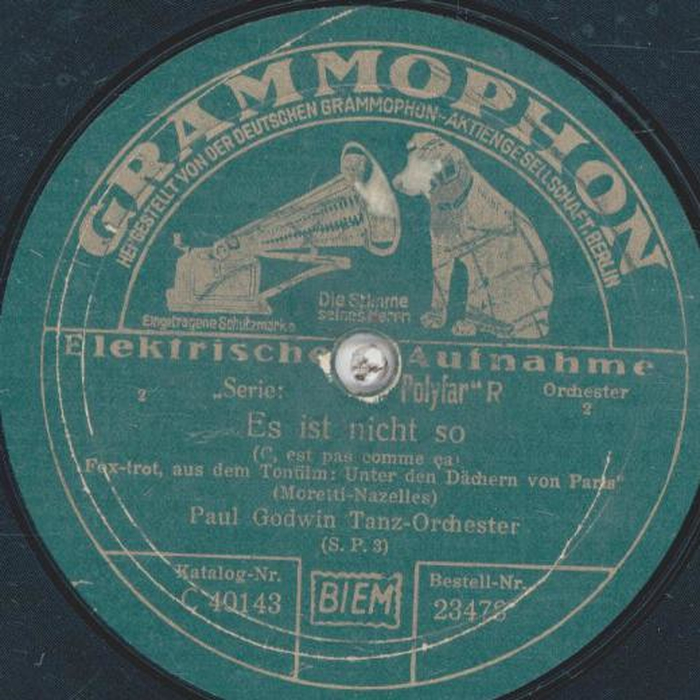 GRAMMOPHON
HERGESTELLT VON DER DEUTSCHEN GRAMMOPHON-AKTIENGESELLSCHAFT, BERLIN
Die Stimme
seines Herrn
Eingetragene Schutzmarke
Elektrische Aufnahme
2 „Serie: Polyfar“ R Orchester
2
Es ist nicht so
(C, est pas comme ça)
Fox-trot, aus dem Tonfilm: Unter den Dächern von Paris“
(Moretti-Nazelles)
Paul Godwin Tanz-Orchester
(S. P. 3)
Katalog-Nr.
C 40143
BIEM
Bestell-Nr.
23478